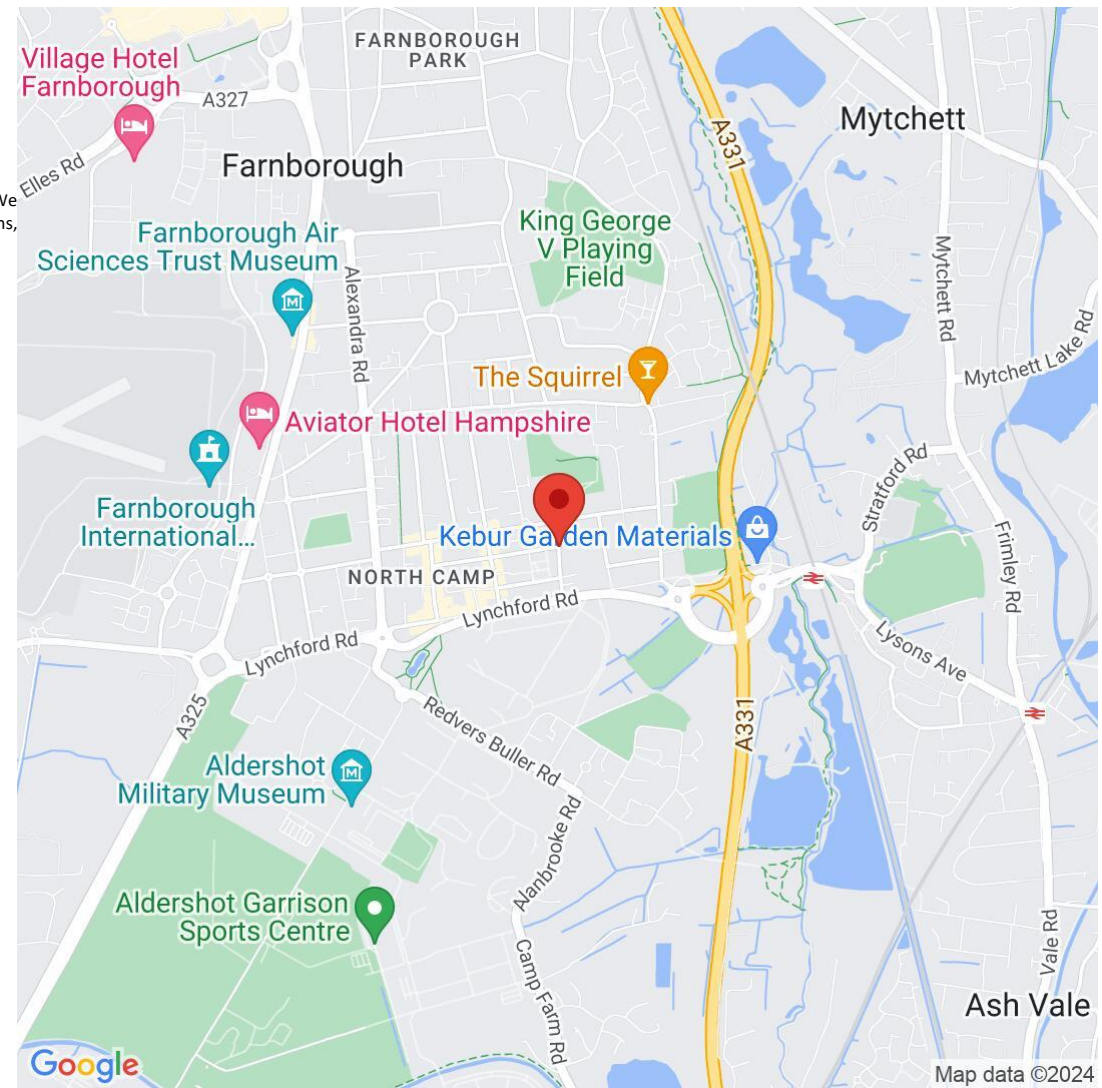 FARNBOROUGH
PARK
Village Hotel
Farnborough
A327
A331
Mytchett
Elles Rd
Farnborough
We
ns,
King George
V Playing
Field
Farnborough Air
Sciences Trust Museum
Alexandra Rd
Mytchett Rd
Mytchett Lake Rd
The Squirrel
Aviator Hotel Hampshire
Stratford Rd
Farnborough
International...
Kebur Garden Materials
NORTH CAMP
Lynchford Rd
Frimley Rd
Lynchford Rd
Lysons Ave
A325
Redvers Buller Rd
A331
Aldershot
Military Museum
Alanbrooke Rd
Aldershot Garrison
Sports Centre
Camp Farm Rd
Vale Rd
Ash Vale
Google
Map data ©2024